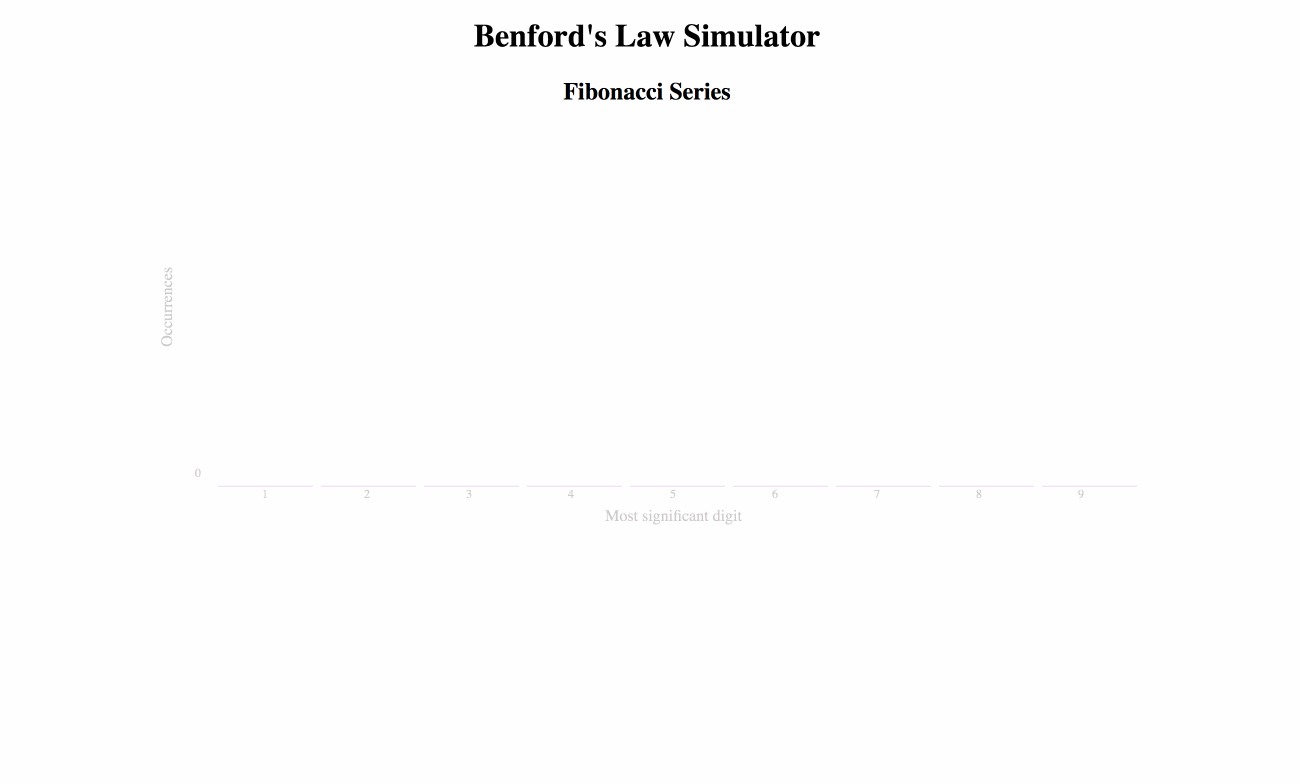 Benford's Law Simulator
Fibonacci Series
Occurrences
0
1 2 3 4 5 6 7 8 9
Most significant digit